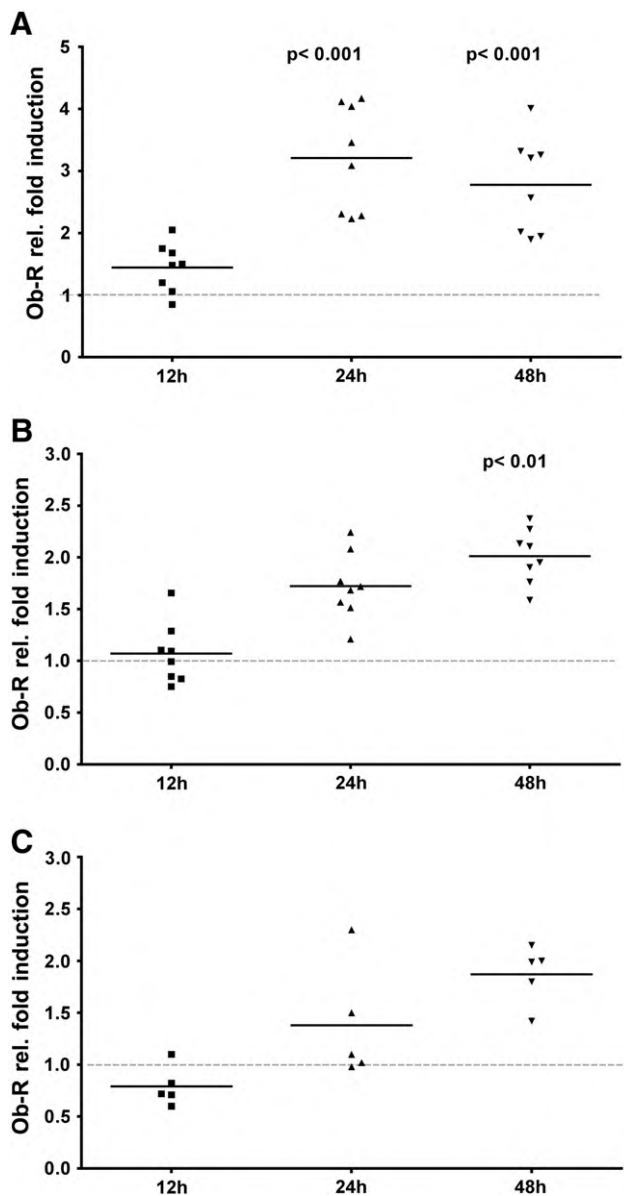 A
Ob-R rel. fold induction
5
4
3
2
1
0
p< 0.001
p< 0.001
12h
24h
48h
B
Ob-R rel. fold induction
3.0
2.5
2.0
1.5
1.0
0.5
0.0
p< 0.01
12h
24h
48h
C
Ob-R rel. fold induction
3.0
2.5
2.0
1.5
1.0
0.5
0.0
12h
24h
48h